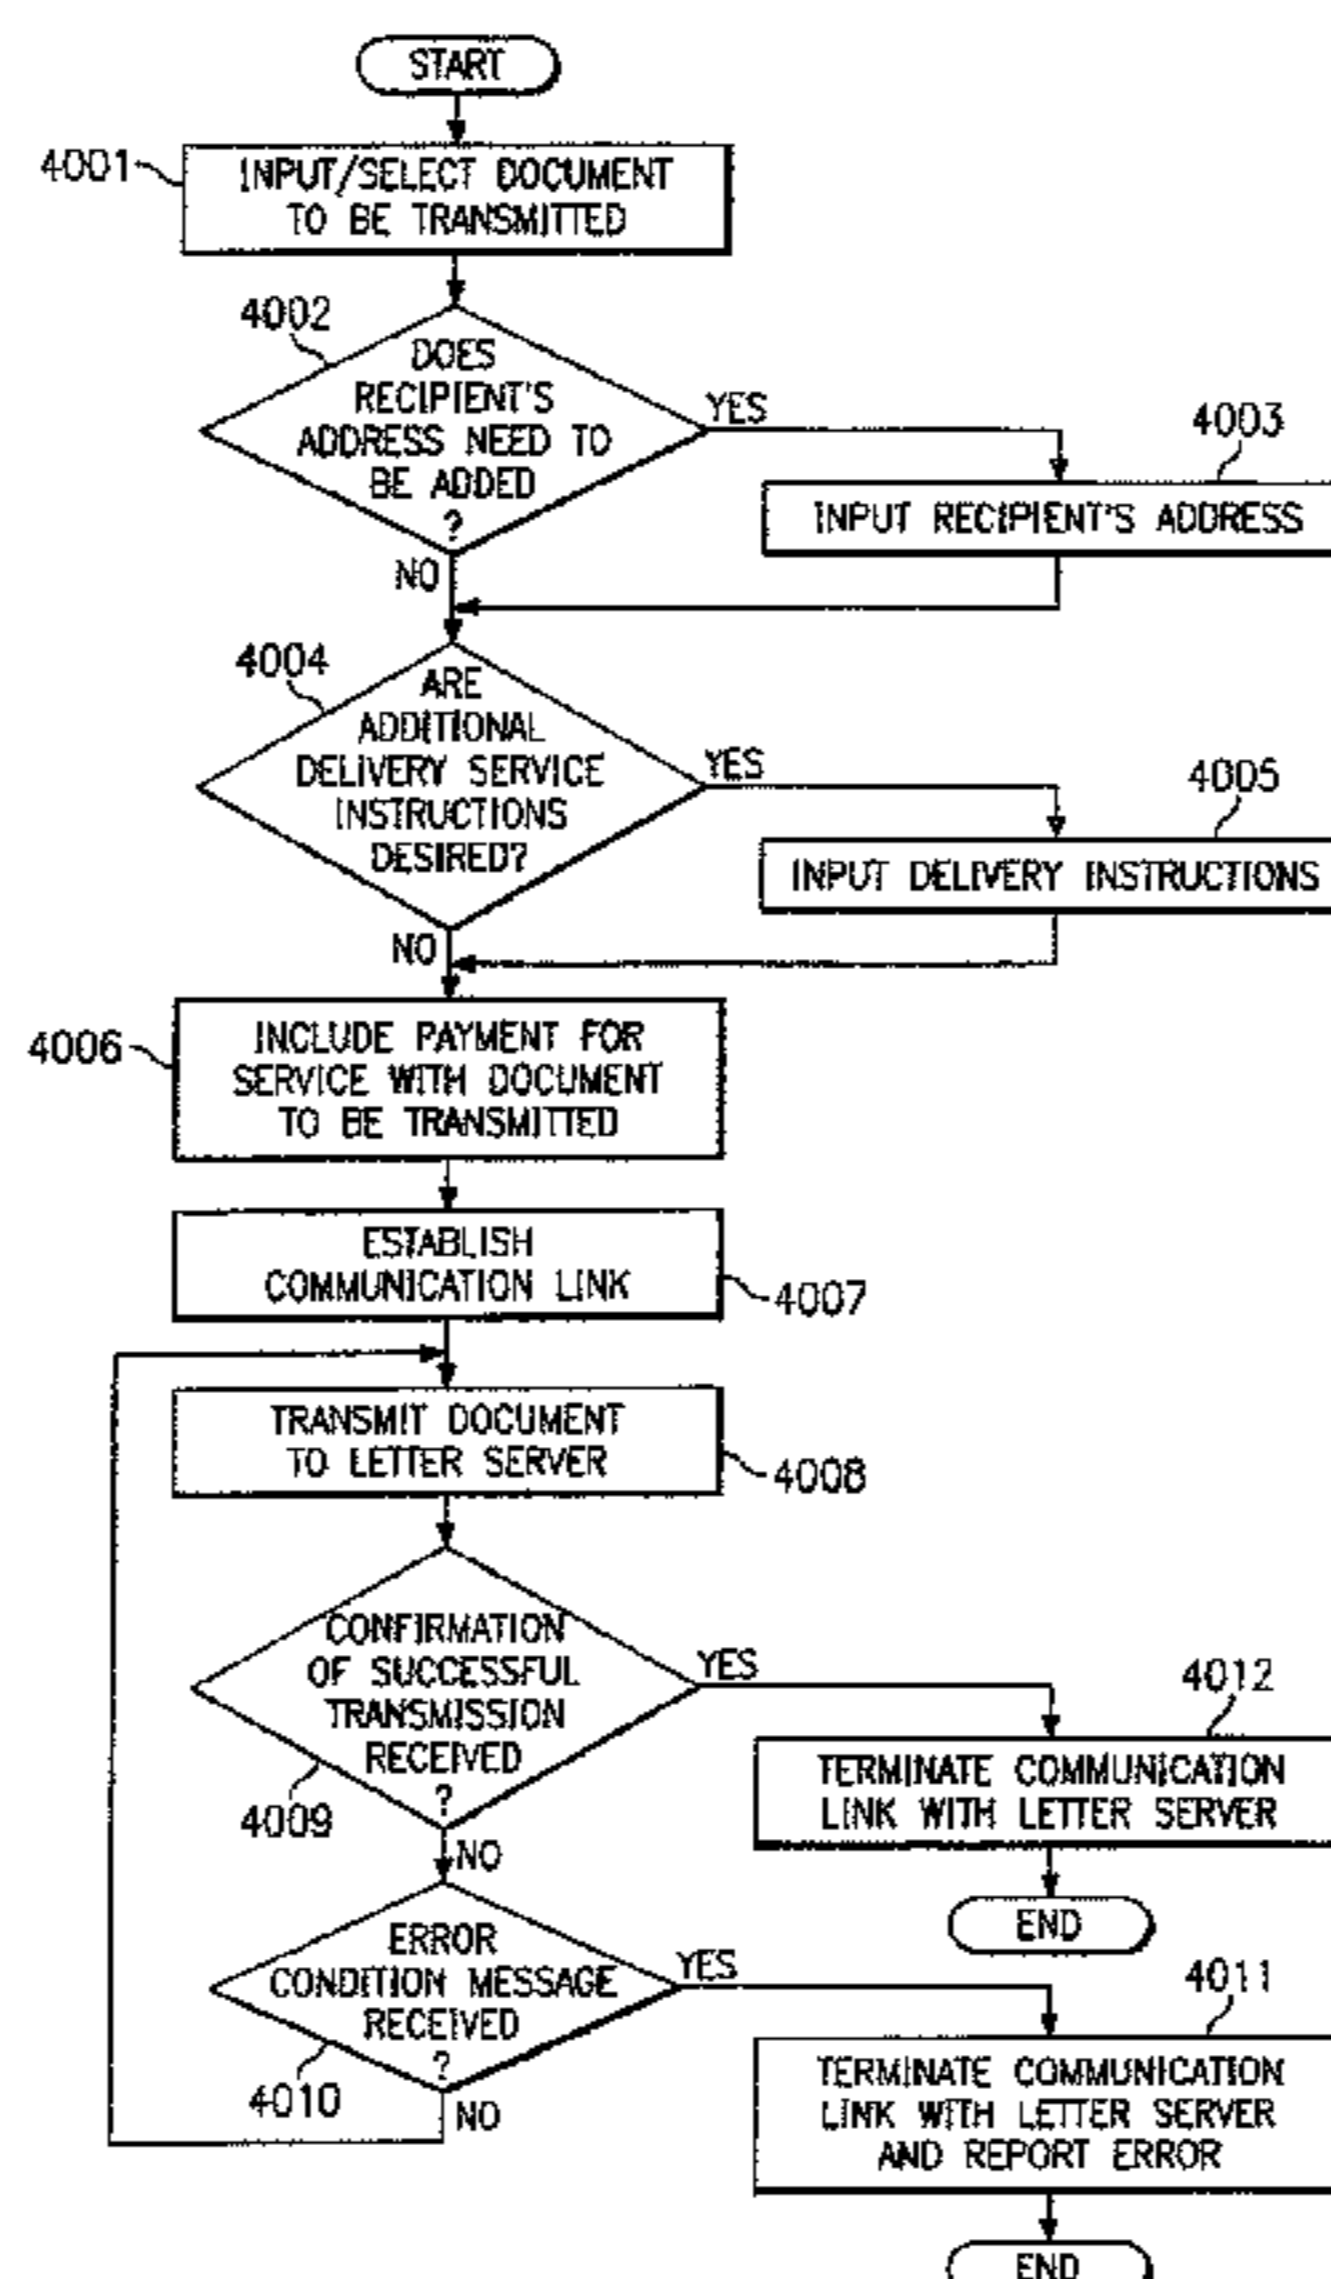 START
4001
INPUT/SELECT DOCUMENT
TO BE TRANSMITTED
4002
DOES
RECIPIENT'S
ADDRESS NEED TO
BE ADDED
?
YES
NO
4003
INPUT RECIPIENT'S ADDRESS
4004
ARE
ADDITIONAL
DELIVERY SERVICE
INSTRUCTIONS
DESIRED?
YES
NO
4005
INPUT DELIVERY INSTRUCTIONS
4006
INCLUDE PAYMENT FOR
SERVICE WITH DOCUMENT
TO BE TRANSMITTED
ESTABLISH
COMMUNICATION LINK
4007
TRANSMIT DOCUMENT
TO LETTER SERVER
4008
CONFIRMATION
OF SUCCESSFUL
TRANSMISSION
RECEIVED
?
4009
YES
NO
4012
TERMINATE COMMUNICATION
LINK WITH LETTER SERVER
END
ERROR
CONDITION MESSAGE
RECEIVED
?
4010
YES
NO
4011
TERMINATE COMMUNICATION
LINK WITH LETTER SERVER
AND REPORT ERROR
END